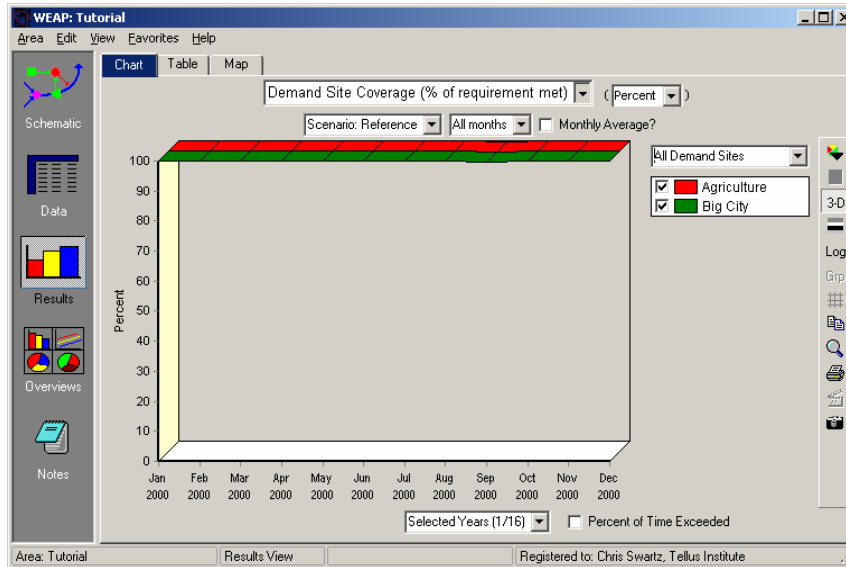 WEAP: Tutorial
Area Edit View Favorites Help
Chart Table Map
Demand Site Coverage (% of requirement met) ( Percent )
Scenario: Reference All months Monthly Average?
All Demand Sites
Agriculture
Big City
Schematic
Data
Results
Overviews
Notes
Percent
100
90
80
70
60
50
40
30
20
10
0
Jan Feb Mar Apr May Jun Jul Aug Sep Oct Nov Dec
2000 2000 2000 2000 2000 2000 2000 2000 2000 2000 2000 2000
Selected Years (1/16) Percent of Time Exceeded
3-D
Log
Grp
Area: Tutorial Results View Registered to: Chris Swartz, Tellus Institute